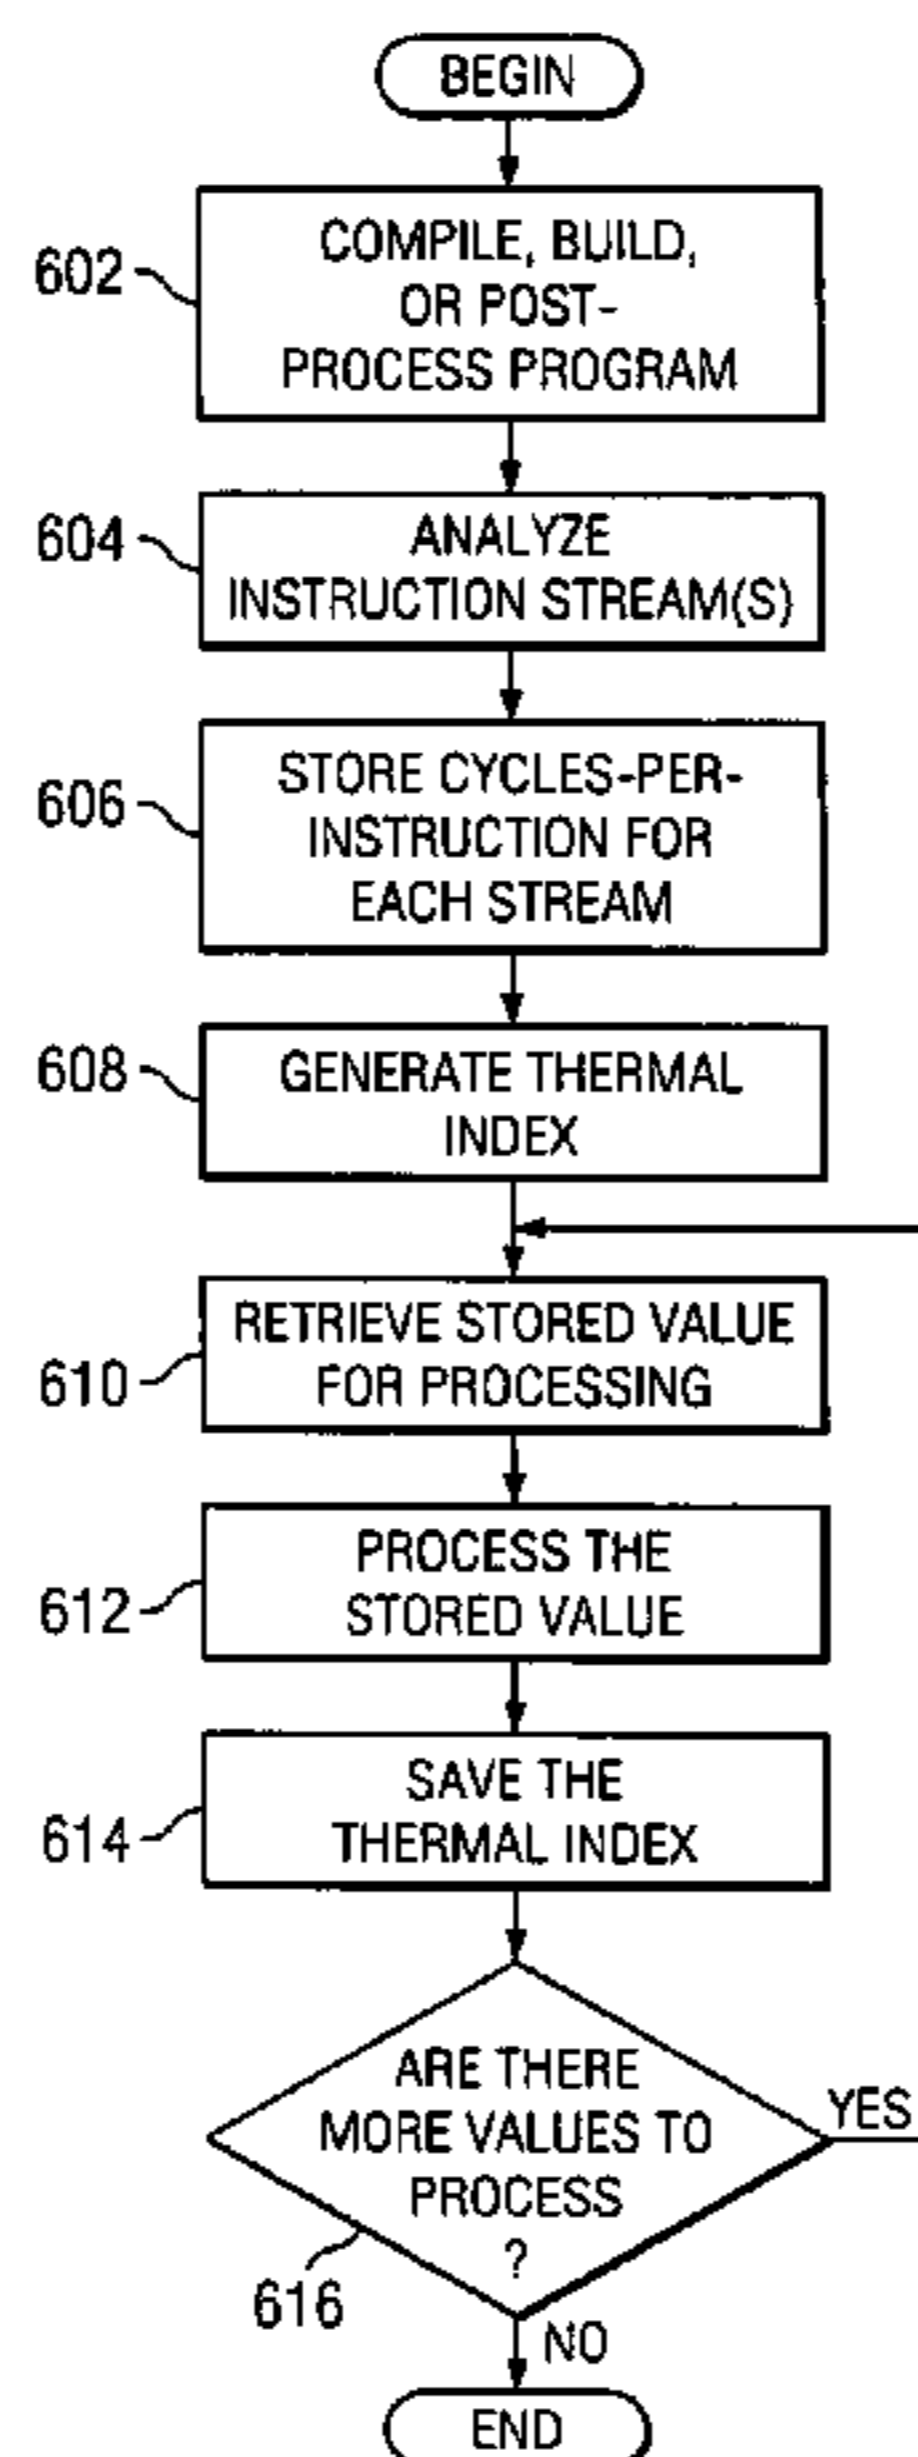 BEGIN
602
COMPILE, BUILD,
OR POST-
PROCESS PROGRAM
604
ANALYZE
INSTRUCTION STREAM(S)
606
STORE CYCLES-PER-
INSTRUCTION FOR
EACH STREAM
608
GENERATE THERMAL
INDEX
610
RETRIEVE STORED VALUE
FOR PROCESSING
612
PROCESS THE
STORED VALUE
614
SAVE THE
THERMAL INDEX
ARE THERE
MORE VALUES TO
PROCESS
?
YES
616
NO
END